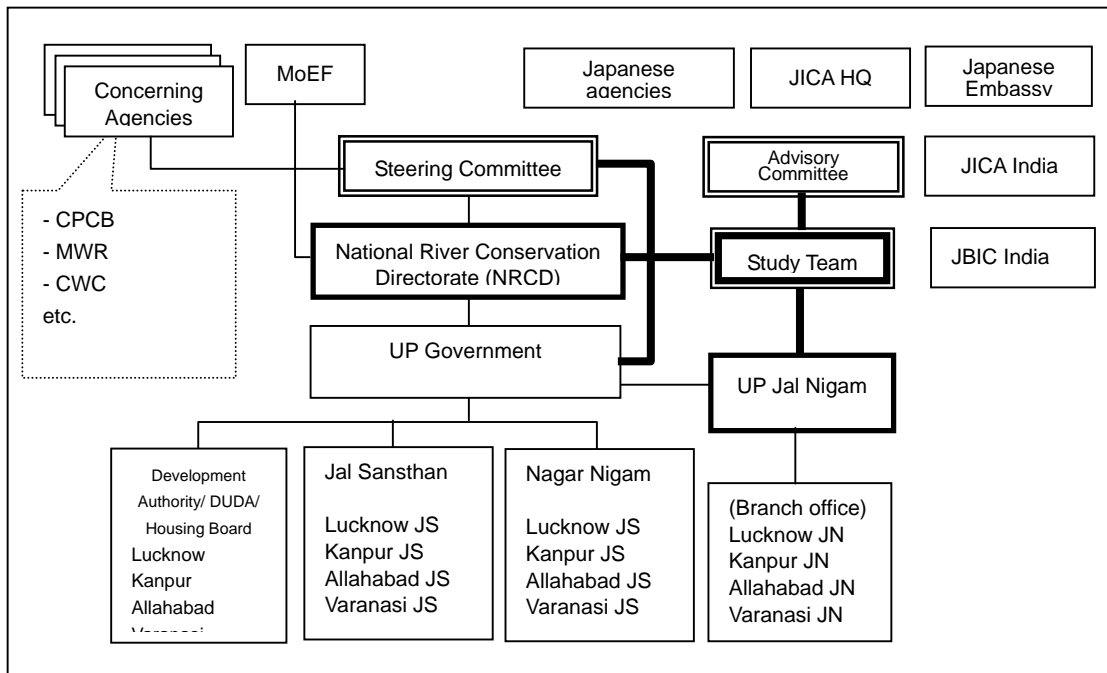 Concerning
Agencies
MoEF
Japanese
agencies
JICA HQ
Japanese
Embassy
Steering Committee
Advisory
Committee
JICA India
- CPCB
- MWR
- CWC
etc.
National River Conservation
Directorate (NRCD)
Study Team
JBIC India
UP Government
UP Jal Nigam
Development
Authority/ DUDA/
Housing Board
Lucknow
Kanpur
Allahabad
Varanasi
Jal Sansthan
Lucknow JS
Kanpur JS
Allahabad JS
Varanasi JS
Nagar Nigam
Lucknow JS
Kanpur JS
Allahabad JS
Varanasi JS
(Branch office)
Lucknow JN
Kanpur JN
Allahabad JN
Varanasi JN